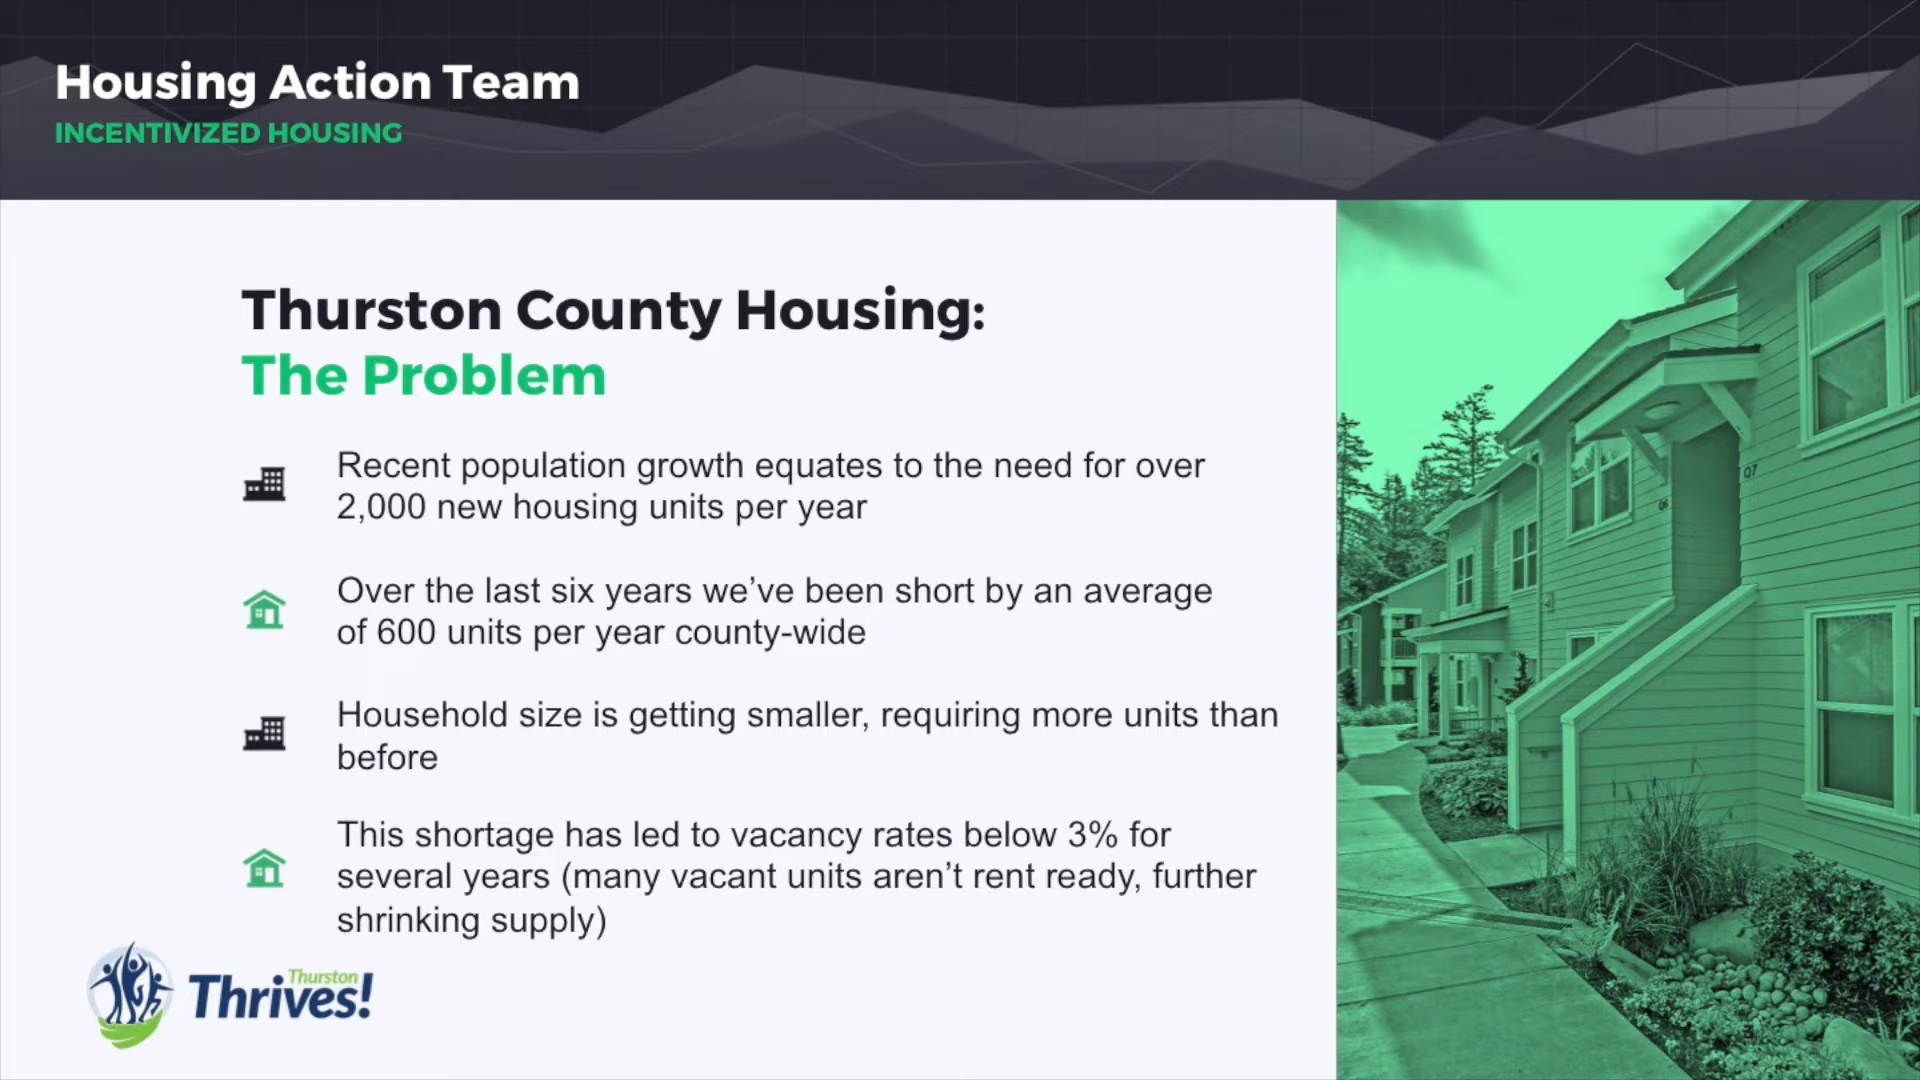 Housing Action Team
INCENTIVIZED HOUSING
Thurston County Housing:
The Problem
Recent population growth equates to the need for over
2,000 new housing units per year
Over the last six years we’ve been short by an average
of 600 units per year county-wide
Household size is getting smaller, requiring more units than
before
This shortage has led to vacancy rates below 3% for
several years (many vacant units aren’t rent ready, further
shrinking supply)
Thurston
Thrives!
07
06